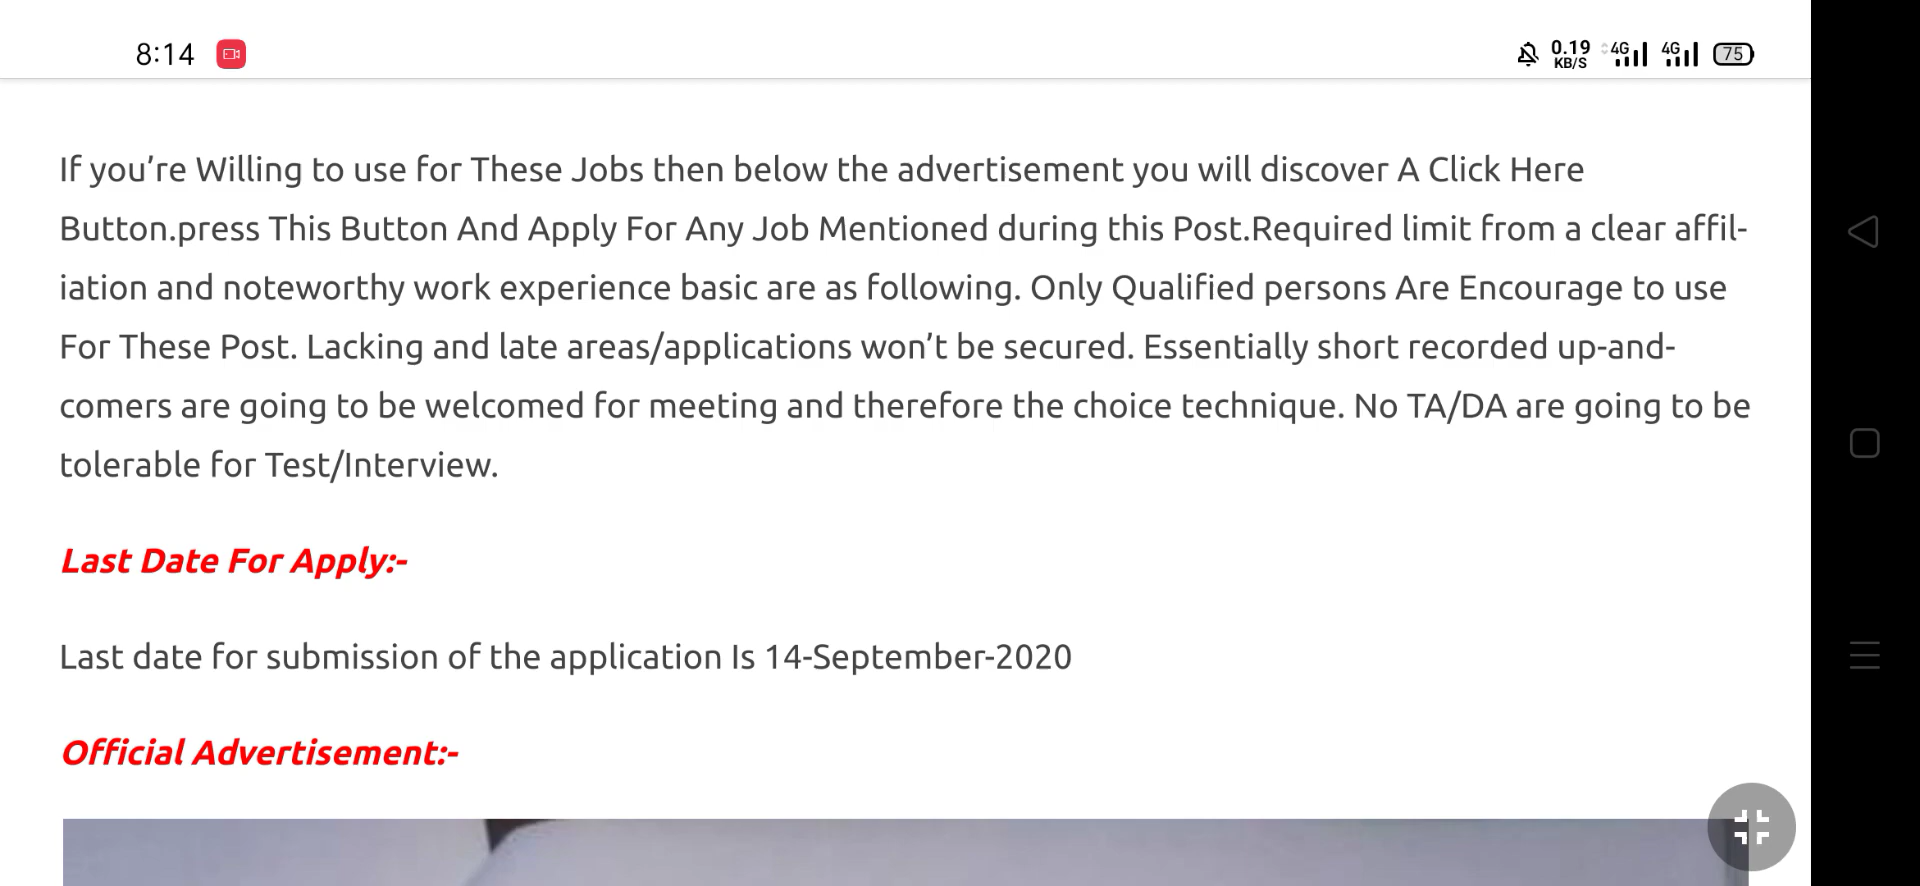 8:14
0.19 KB/S 4G 4G 75
If you’re Willing to use for These Jobs then below the advertisement you will discover A Click Here
Button.press This Button And Apply For Any Job Mentioned during this Post.Required limit from a clear affil-
iation and noteworthy work experience basic are as following. Only Qualified persons Are Encourage to use
For These Post. Lacking and late areas/applications won’t be secured. Essentially short recorded up-and-
comers are going to be welcomed for meeting and therefore the choice technique. No TA/DA are going to be
tolerable for Test/Interview.
Last Date For Apply:-
Last date for submission of the application Is 14-September-2020
Official Advertisement:-